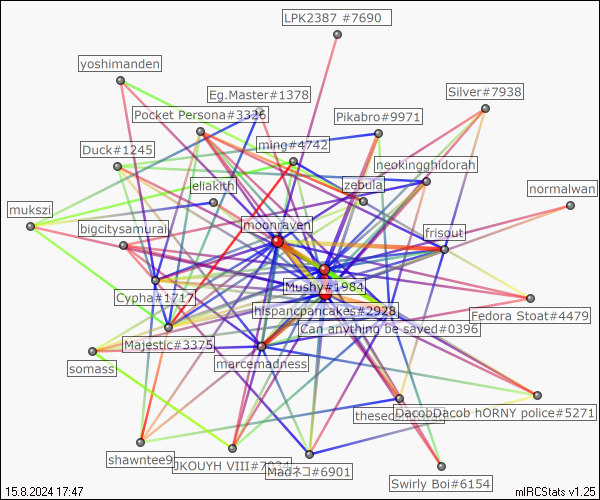 LPK2387 #7690
yoshimanden
Eg.Master#1378
Silver#7938
Pocket Persona#3326
Pikabro#9971
ming#4742
Duck#1245
neokingghidorah
eliakith
zebula
normalwan
mukszi
moonraven
bigcitysamurai
frisout
Mushy#1984
Cypha#1717
hispancpancakes#2928
Fedora Stoat#4479
Can anything be saved#0396
Majestic#3375
somass
marcemadness
DacobDacob hORNY police#5271
shawntee9
JKOUYH VIII
Madネコ#6901
Swirly Boi#6154
15.8.2024 17:47
mIRCStats v1.25